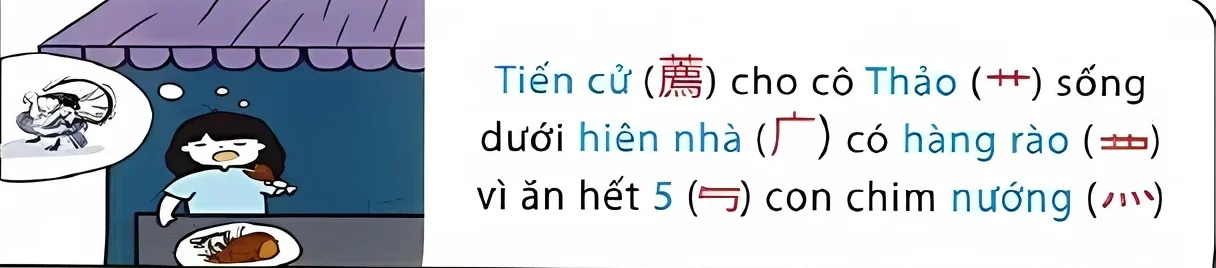 Tiến cử (薦) cho cô Thảo (艹) sống
dưới hiên nhà (广) có hàng rào (龷) 
vì ăn hết 5 (㇉) con chim nướng (灬)